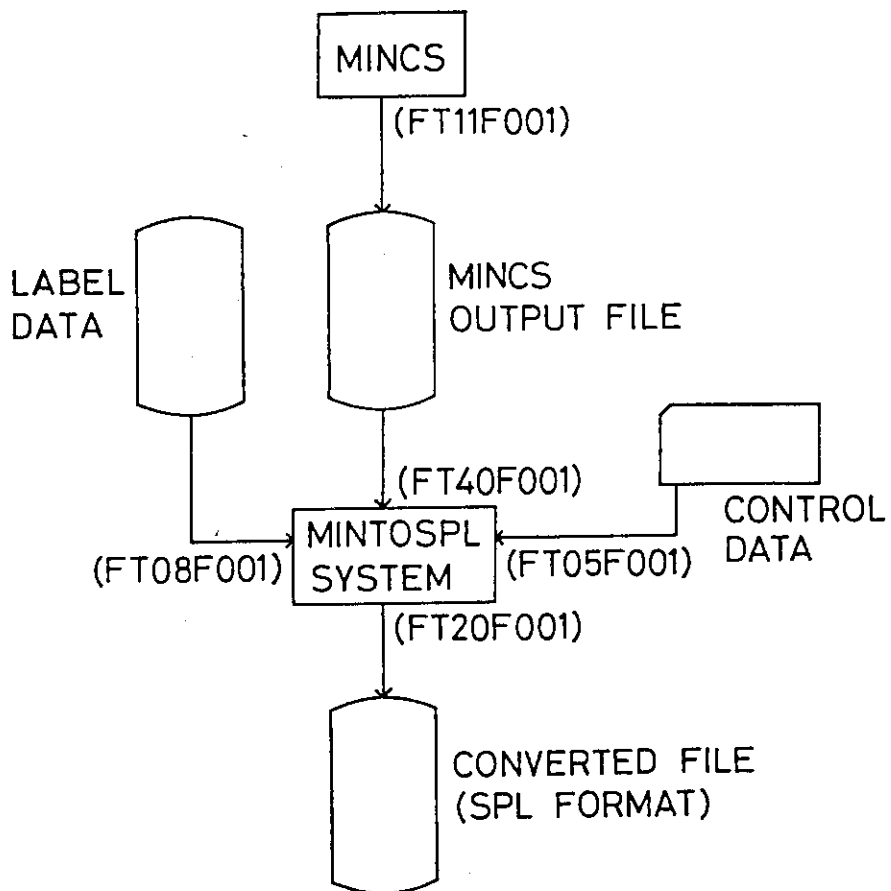 MINCS
(FT11F001)
LABEL
DATA
MINCS
OUTPUT FILE
(FT40F001)
CONTROL
DATA
(FT08F001)
MINTOSPL
SYSTEM
(FT05F001)
(FT20F001)
CONVERTED FILE
(SPL FORMAT)